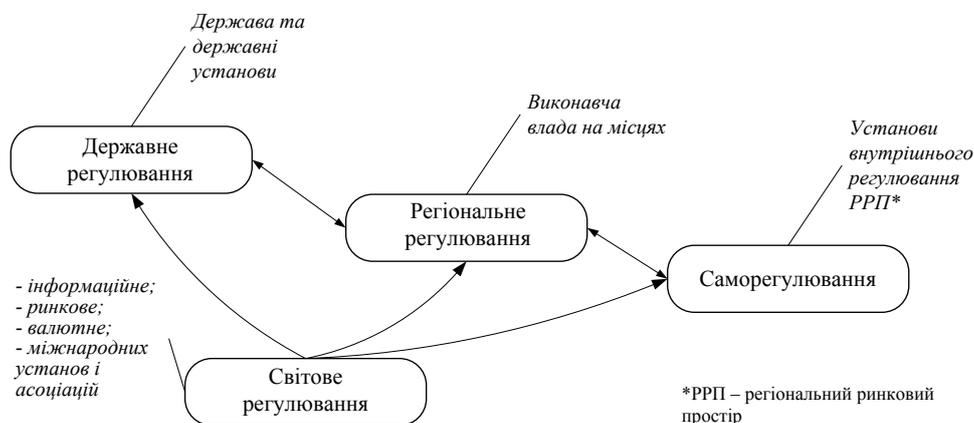 Держава та
державні
установи
Державне
регулювання
Виконавча
влада на місцях
Регіональне
регулювання
Установи
внутрішнього
регулювання
РРП*
Саморегулювання
- інформаційне;
- ринкове;
- валютне;
- міжнародних
установ і
асоціацій
Світове
регулювання
*РРП – регіональний ринковий
простір